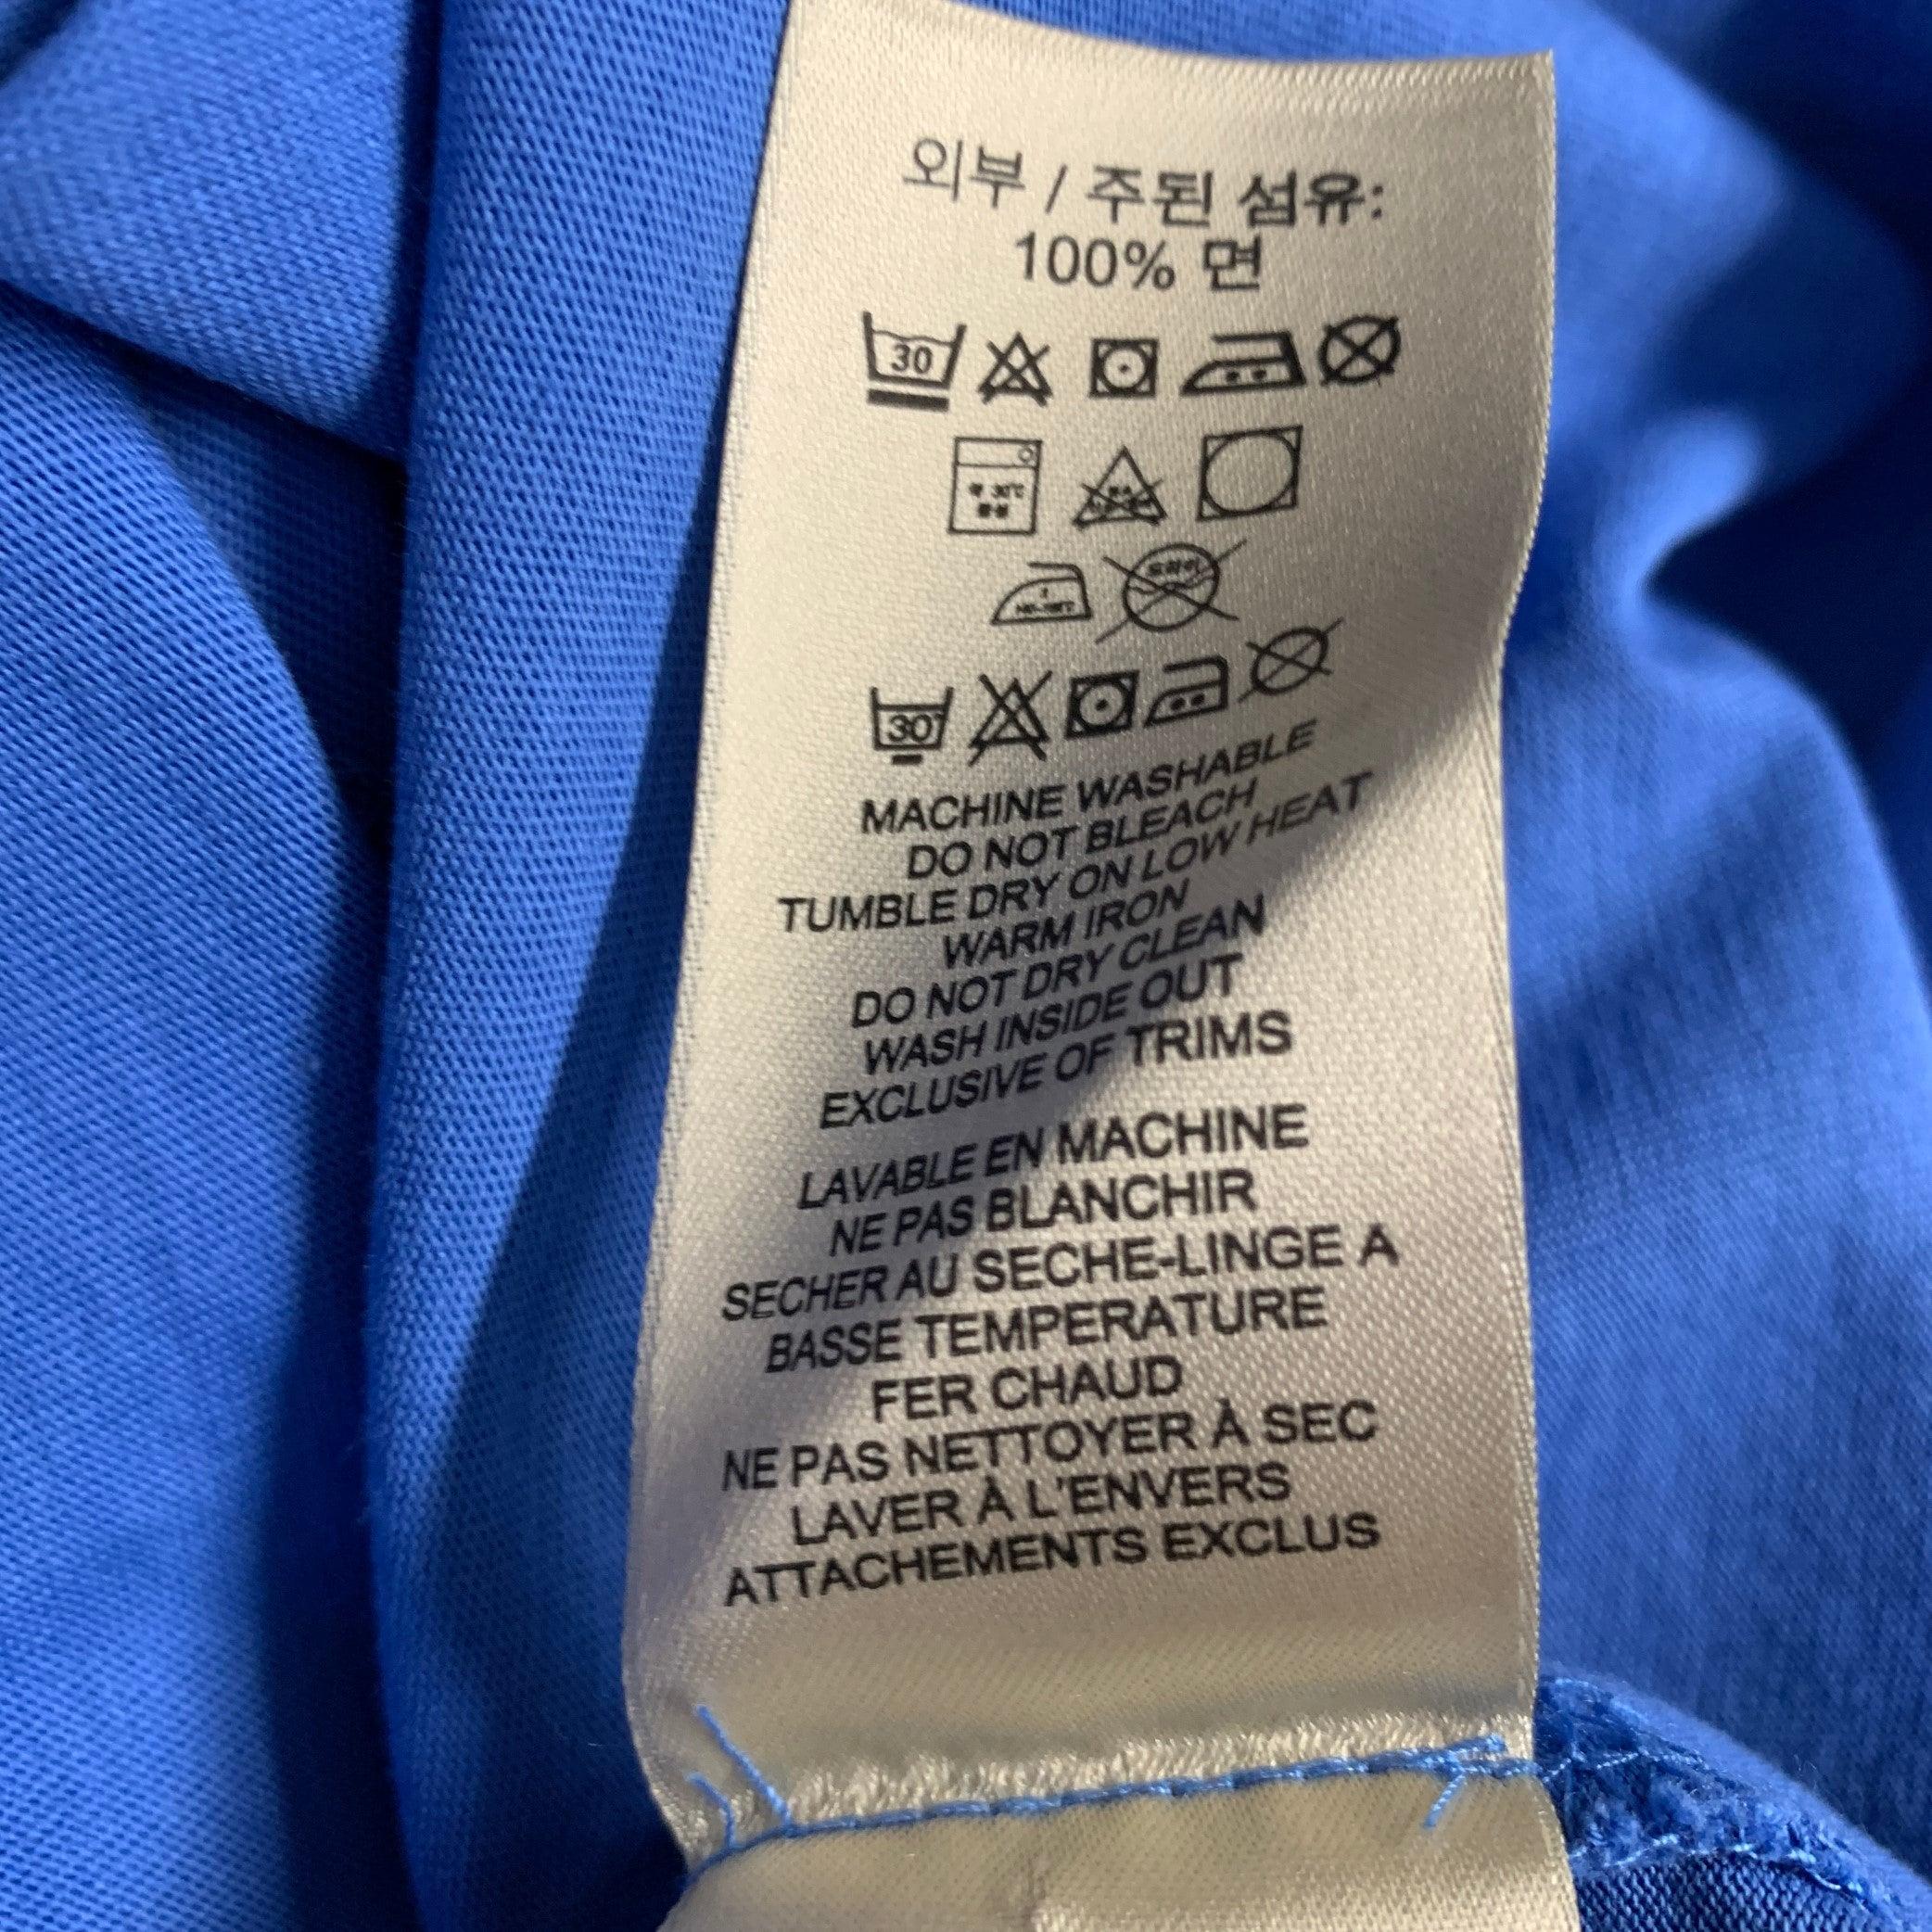 외부 / 주된 섬유:
100% 면
30
30
MACHINE WASHABLE
DO NOT BLEACH
TUMBLE DRY ON LOW HEAT
WARM IRON
DO NOT DRY CLEAN
WASH INSIDE OUT
EXCLUSIVE OF TRIMS
LAVABLE EN MACHINE
NE PAS BLANCHIR
SECHER AU SECHE-LINGE A
BASSE TEMPERATURE
FER CHAUD
NE PAS NETTOYER À SEC
LAVER À L'ENVERS
ATTACHEMENTS EXCLUS